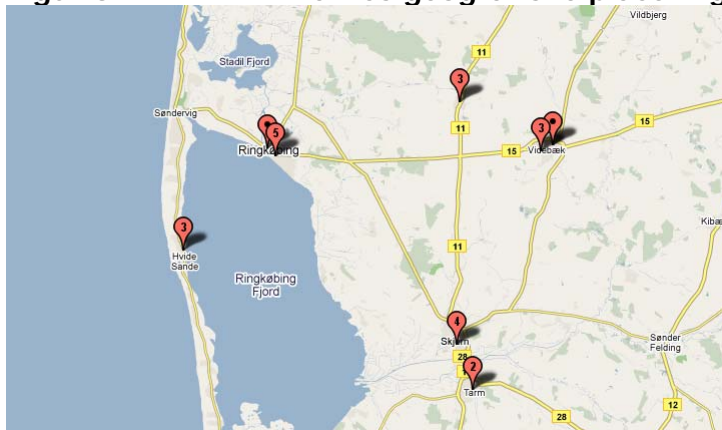 Vildbjerg
11
Stadil Fjord
3
Søndervig
11
3
15
5
Ringkøbing
15
Videbæk
3
Kibæ
11
Hvide
Sande
Ringkøbing
Fjord
4
Skjern
Sønder
Felding
28
2
Tarm
12
28